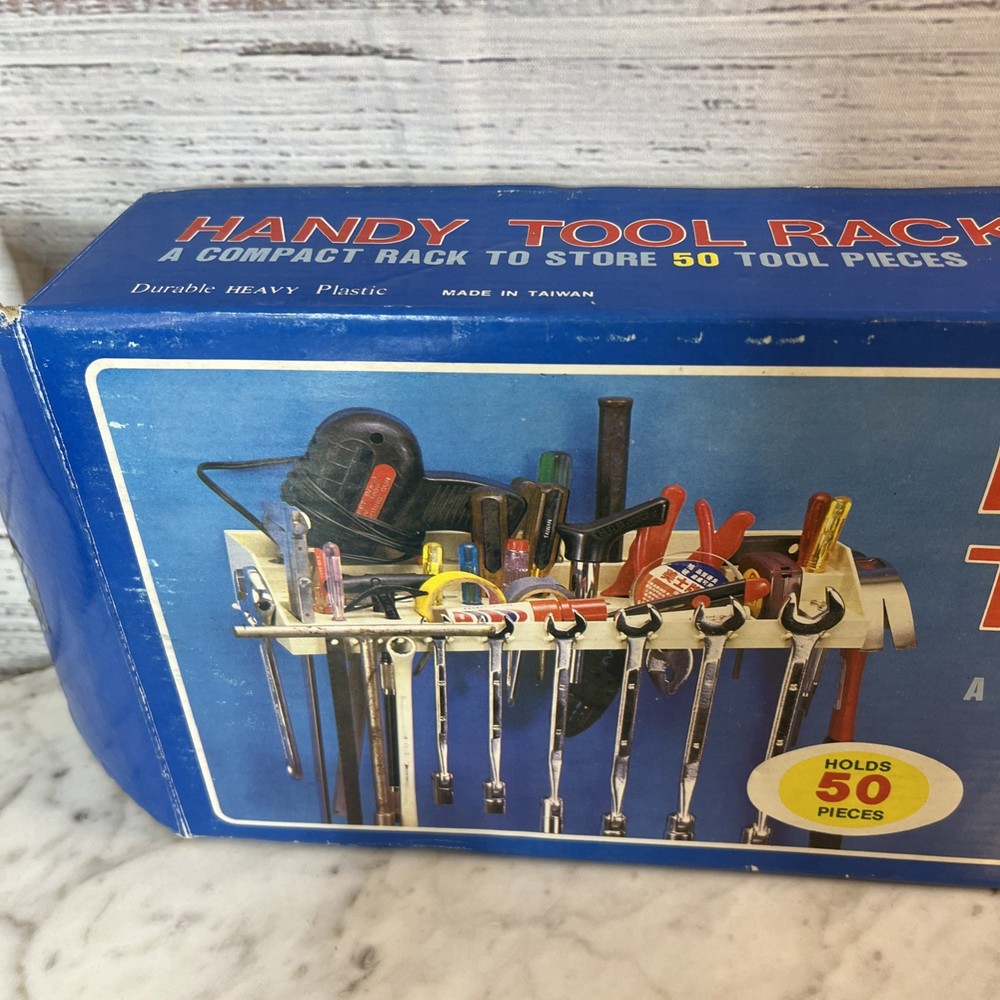 HANDY TOOL RACK
A COMPACT RACK TO STORE 50 TOOL PIECES
Durable HEAVY Plastic MADE IN TAIWAN
T
A
HOLDS
50
PIECES